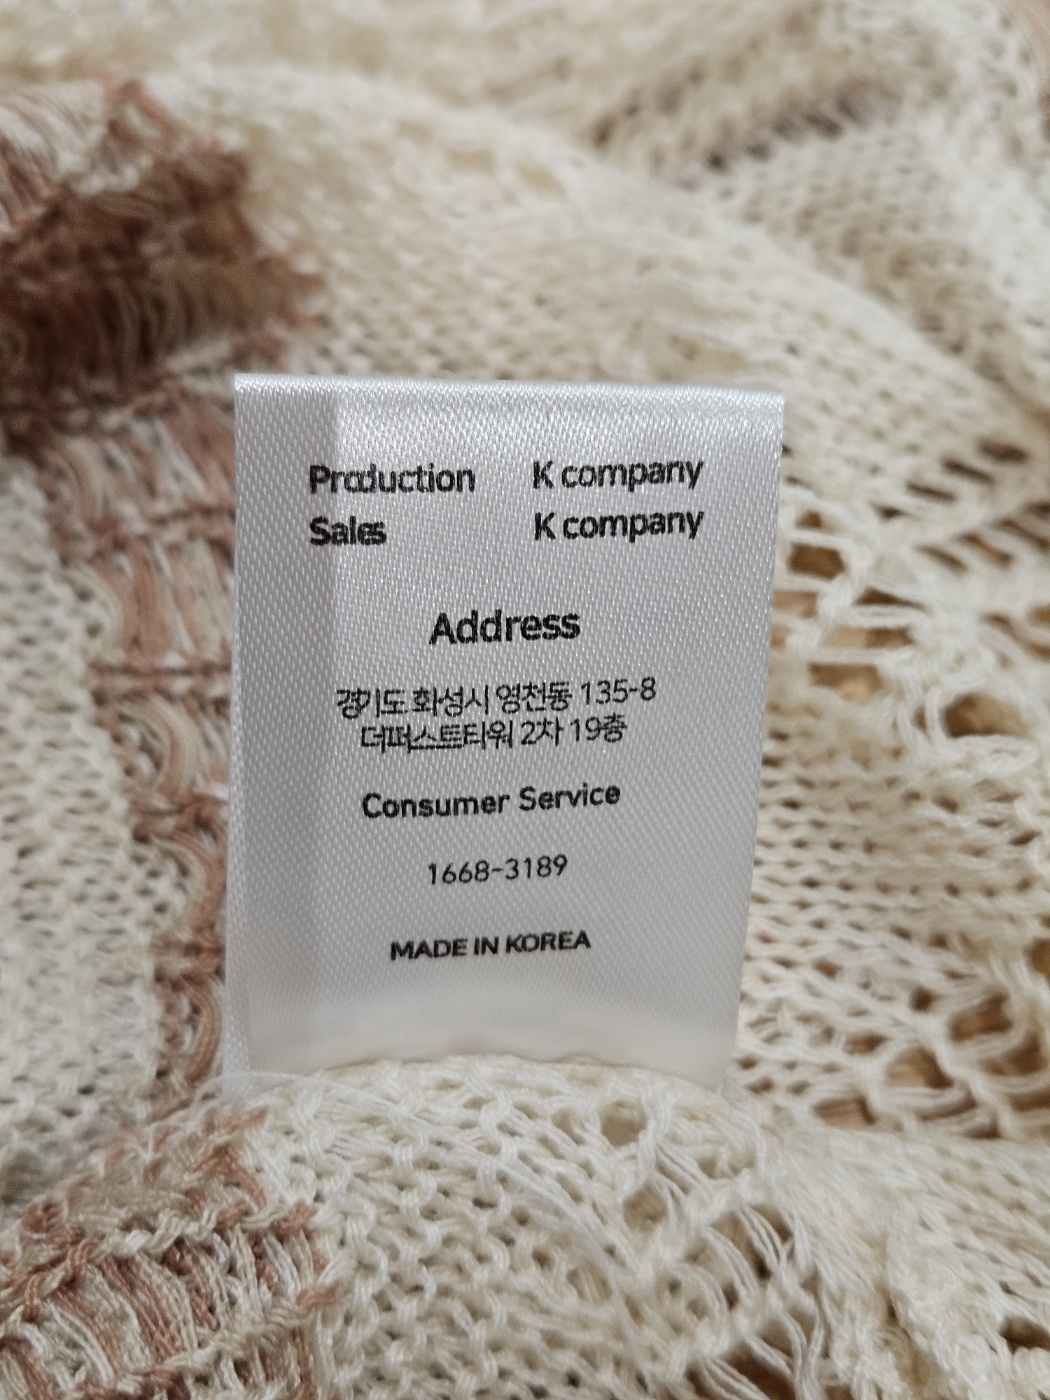 Production K company
Sales K company
Address
경기도 화성시 영천동 135-8
더퍼스트타워 2차 19층
Consumer Service
1668-3189
MADE IN KOREA